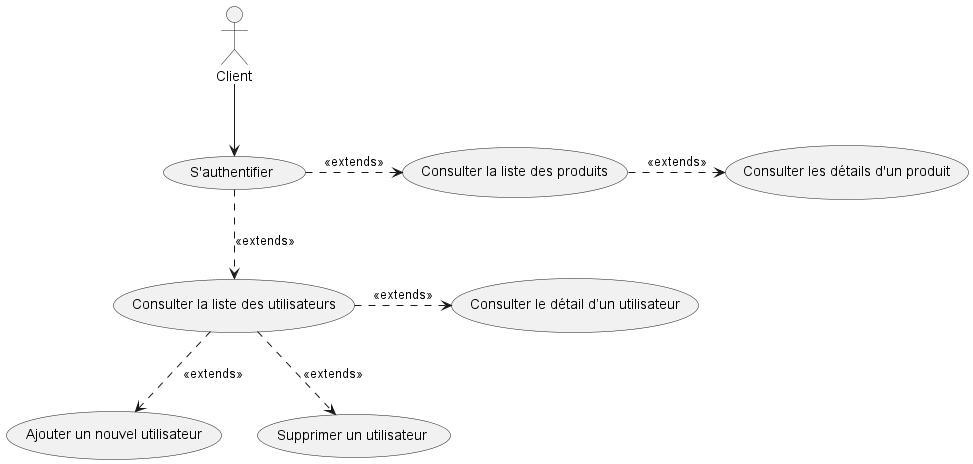 Client
S'authentifier
«extends»
Consulter la liste des produits
«extends»
Consulter les détails d'un produit
«extends»
Consulter la liste des utilisateurs
«extends»
Consulter le détail d’un utilisateur
«extends»
«extends»
Ajouter un nouvel utilisateur
Supprimer un utilisateur